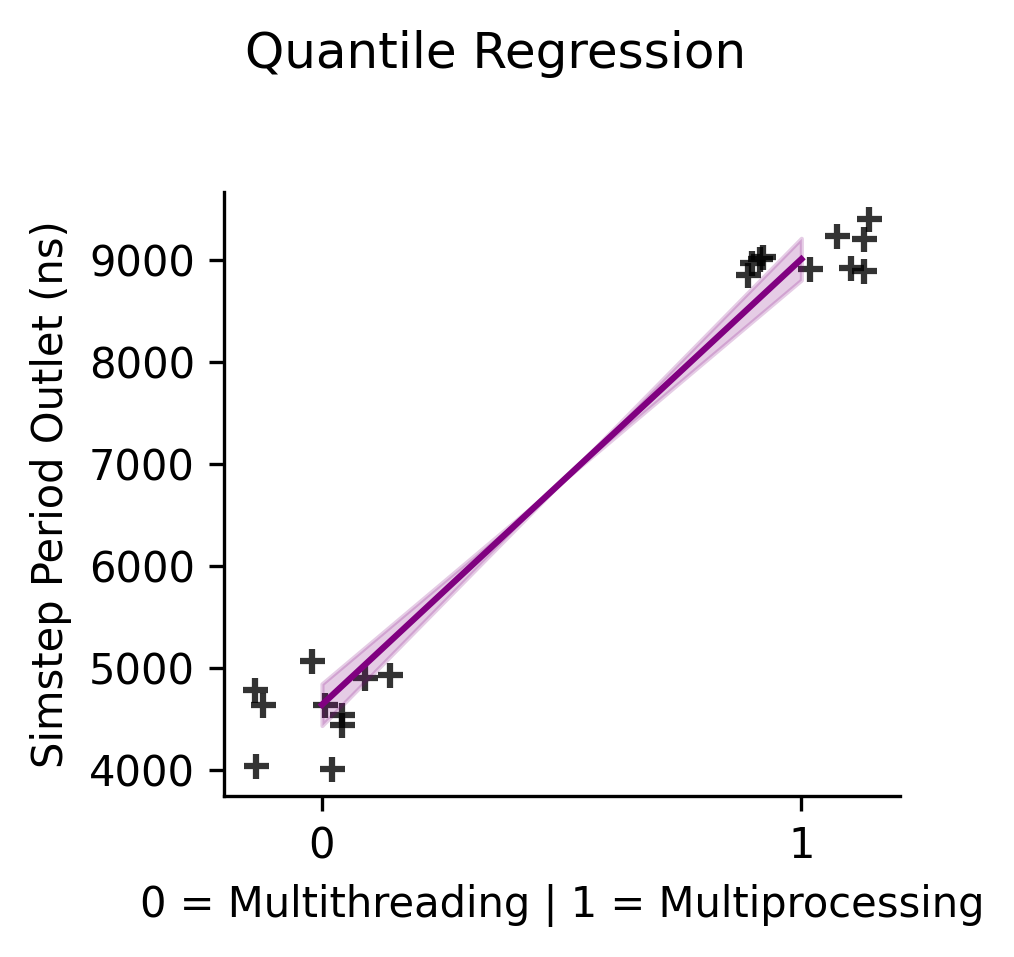 Quantile Regression
Simstep Period Outlet (ns)
9000
8000
7000
6000
5000
4000
0
1
0 = Multithreading | 1 = Multiprocessing